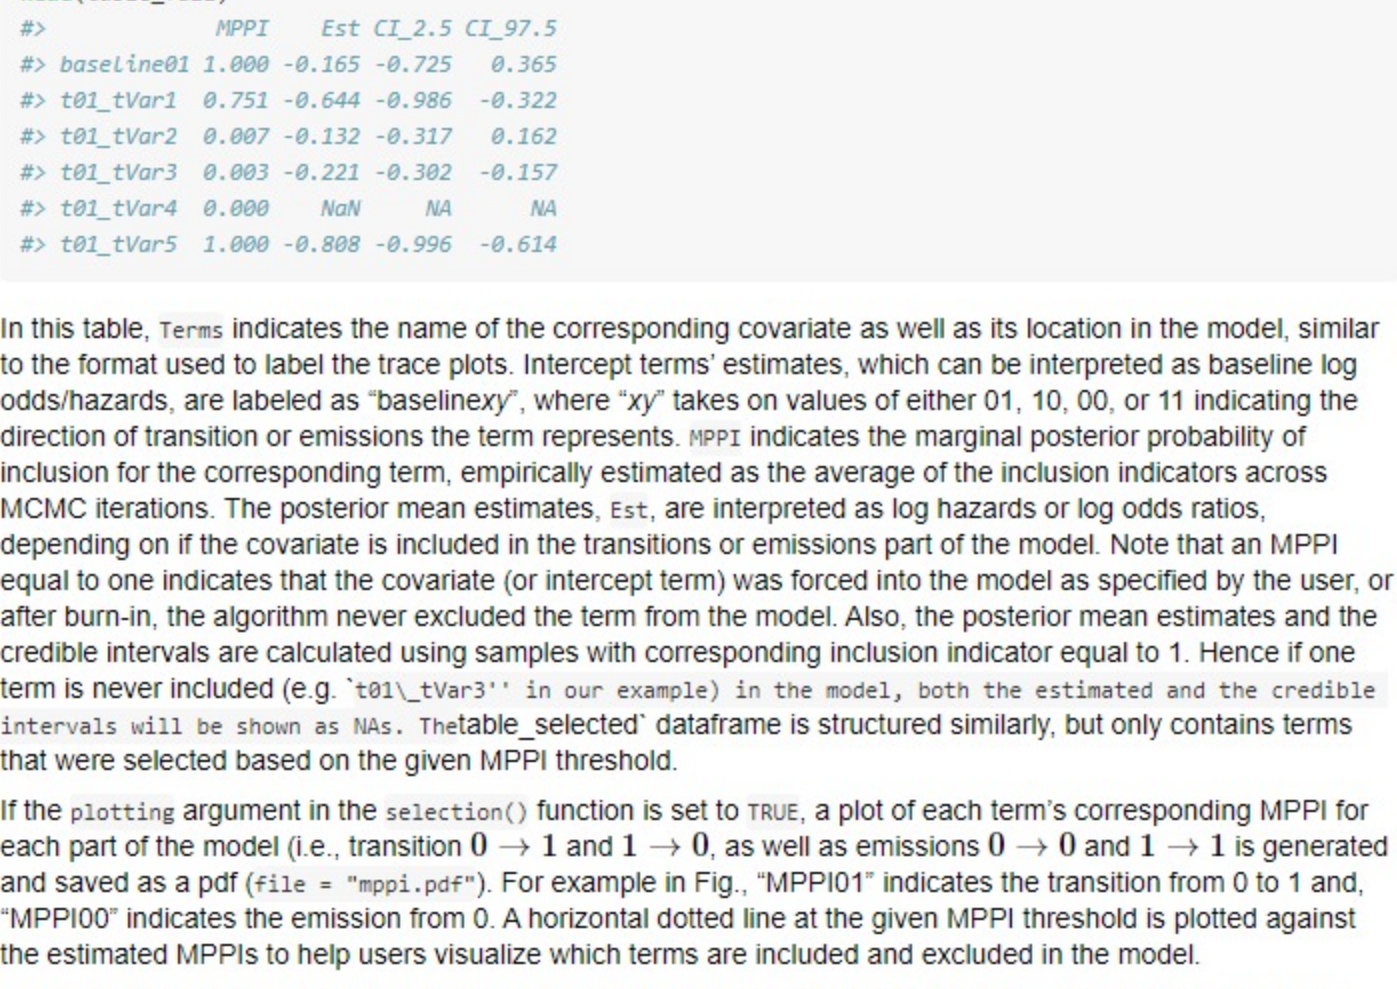 #>            MPPI    Est CI_2.5 CI_97.5
#> baseline01 1.000 -0.165 -0.725   0.365
#> t01_tVar1  0.751 -0.644 -0.986  -0.322
#> t01_tVar2  0.007 -0.132 -0.317   0.162
#> t01_tVar3  0.003 -0.221 -0.302  -0.157
#> t01_tVar4  0.000    NaN     NA      NA
#> t01_tVar5  1.000 -0.808 -0.996  -0.614
In this table, Terms indicates the name of the corresponding covariate as well as its location in the model, similar
to the format used to label the trace plots. Intercept terms’ estimates, which can be interpreted as baseline log
odds/hazards, are labeled as “baselinexy”, where “xy” takes on values of either 01, 10, 00, or 11 indicating the
direction of transition or emissions the term represents. MPPI indicates the marginal posterior probability of
inclusion for the corresponding term, empirically estimated as the average of the inclusion indicators across
MCMC iterations. The posterior mean estimates, Est, are interpreted as log hazards or log odds ratios,
depending on if the covariate is included in the transitions or emissions part of the model. Note that an MPPI
equal to one indicates that the covariate (or intercept term) was forced into the model as specified by the user, or
after burn-in, the algorithm never excluded the term from the model. Also, the posterior mean estimates and the
credible intervals are calculated using samples with corresponding inclusion indicator equal to 1. Hence if one
term is never included (e.g. `t01\_tVar3'' in our example) in the model, both the estimated and the credible
intervals will be shown as NAs. Thetable_selected` dataframe is structured similarly, but only contains terms
that were selected based on the given MPPI threshold.
If the plotting argument in the selection() function is set to TRUE, a plot of each term’s corresponding MPPI for
each part of the model (i.e., transition 0 → 1 and 1 → 0, as well as emissions 0 → 0 and 1 → 1 is generated
and saved as a pdf (file = "mppi.pdf"). For example in Fig., “MPPI01” indicates the transition from 0 to 1 and,
“MPPI00” indicates the emission from 0. A horizontal dotted line at the given MPPI threshold is plotted against
the estimated MPPIs to help users visualize which terms are included and excluded in the model.